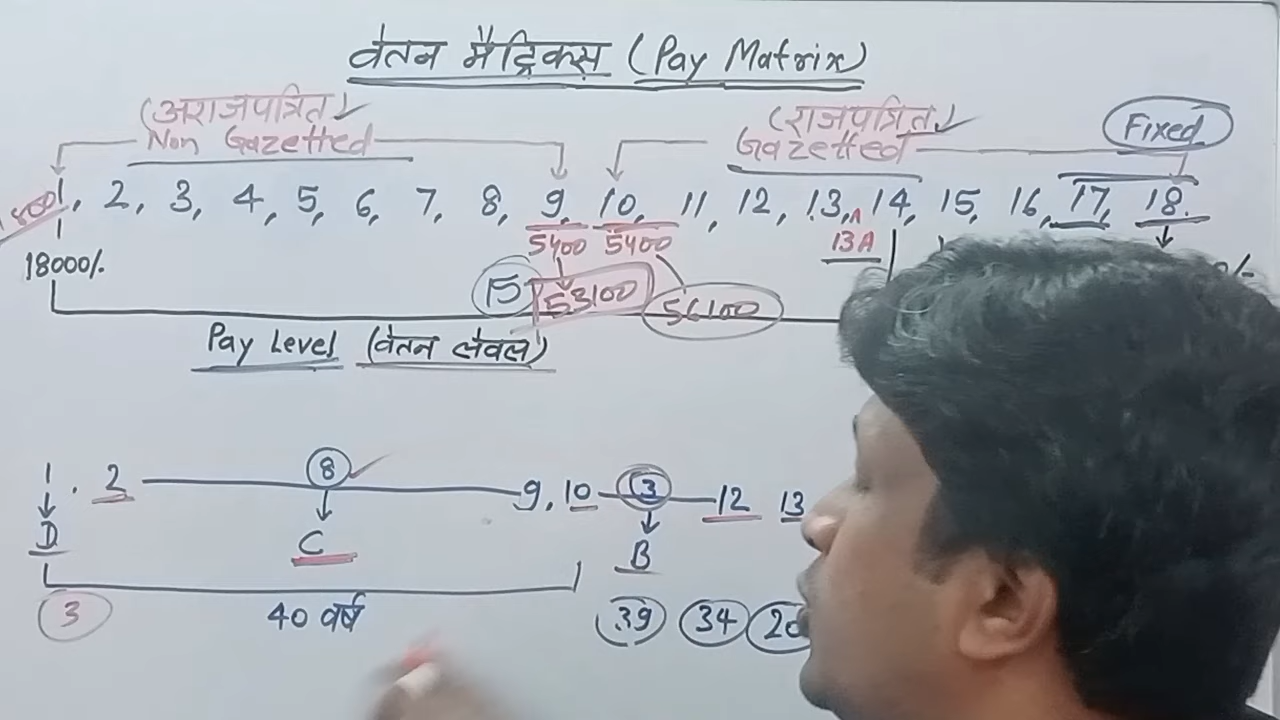 वेतन मैट्रिक्स (Pay Matrix)
(अराजपत्रित) (राजपत्रित) Fixed
Non Gazetted Gazetted
1, 2, 3, 4, 5, 6, 7, 8, 9, 10, 11, 12, 13, 14, 15, 16, 17, 18.
5400 5400 13A
18000/- 15 53100 56100
Pay Level (वेतन लेवल)
1. 2 8 9, 10 3 12 13
D C B
3 40 वर्ष 39 34 20